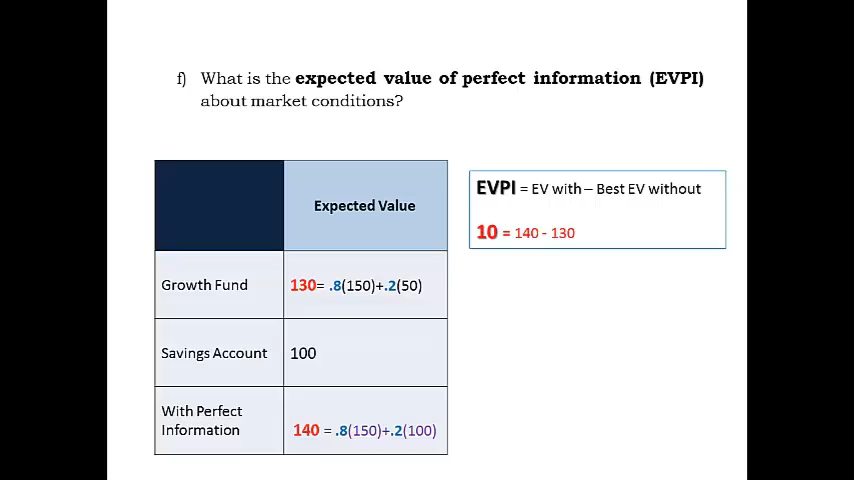 f) What is the expected value of perfect information (EVPI)
about market conditions?
Expected Value
EVPI = EV with – Best EV without
10 = 140 - 130
Growth Fund
130= .8(150)+.2(50)
Savings Account
100
With Perfect
Information
140 = .8(150)+.2(100)